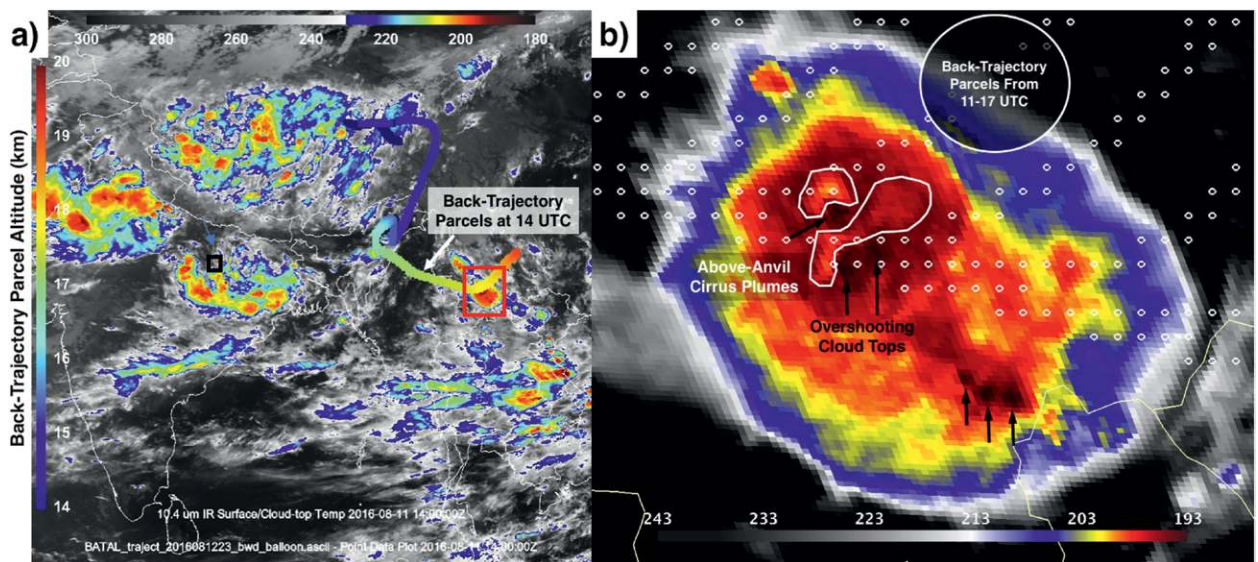 a)
300 280 260 240 220 200 180
Back-Trajectory Parcel Altitude (km)
20
19
18
17
16
15
14
Back-Trajectory
Parcels at 14 UTC
10.4 um IR Surface/Cloud-top Temp 2016-08-11 14:00:00Z
BATAL_traject_2016081223_bwd_balloon.ascii - Point Data Plot 2016-08-11 14:00:00Z
b)
Back-Trajectory
Parcels From
11-17 UTC
Above-Anvil
Cirrus Plumes
Overshooting
Cloud Tops
243 233 223 213 203 193